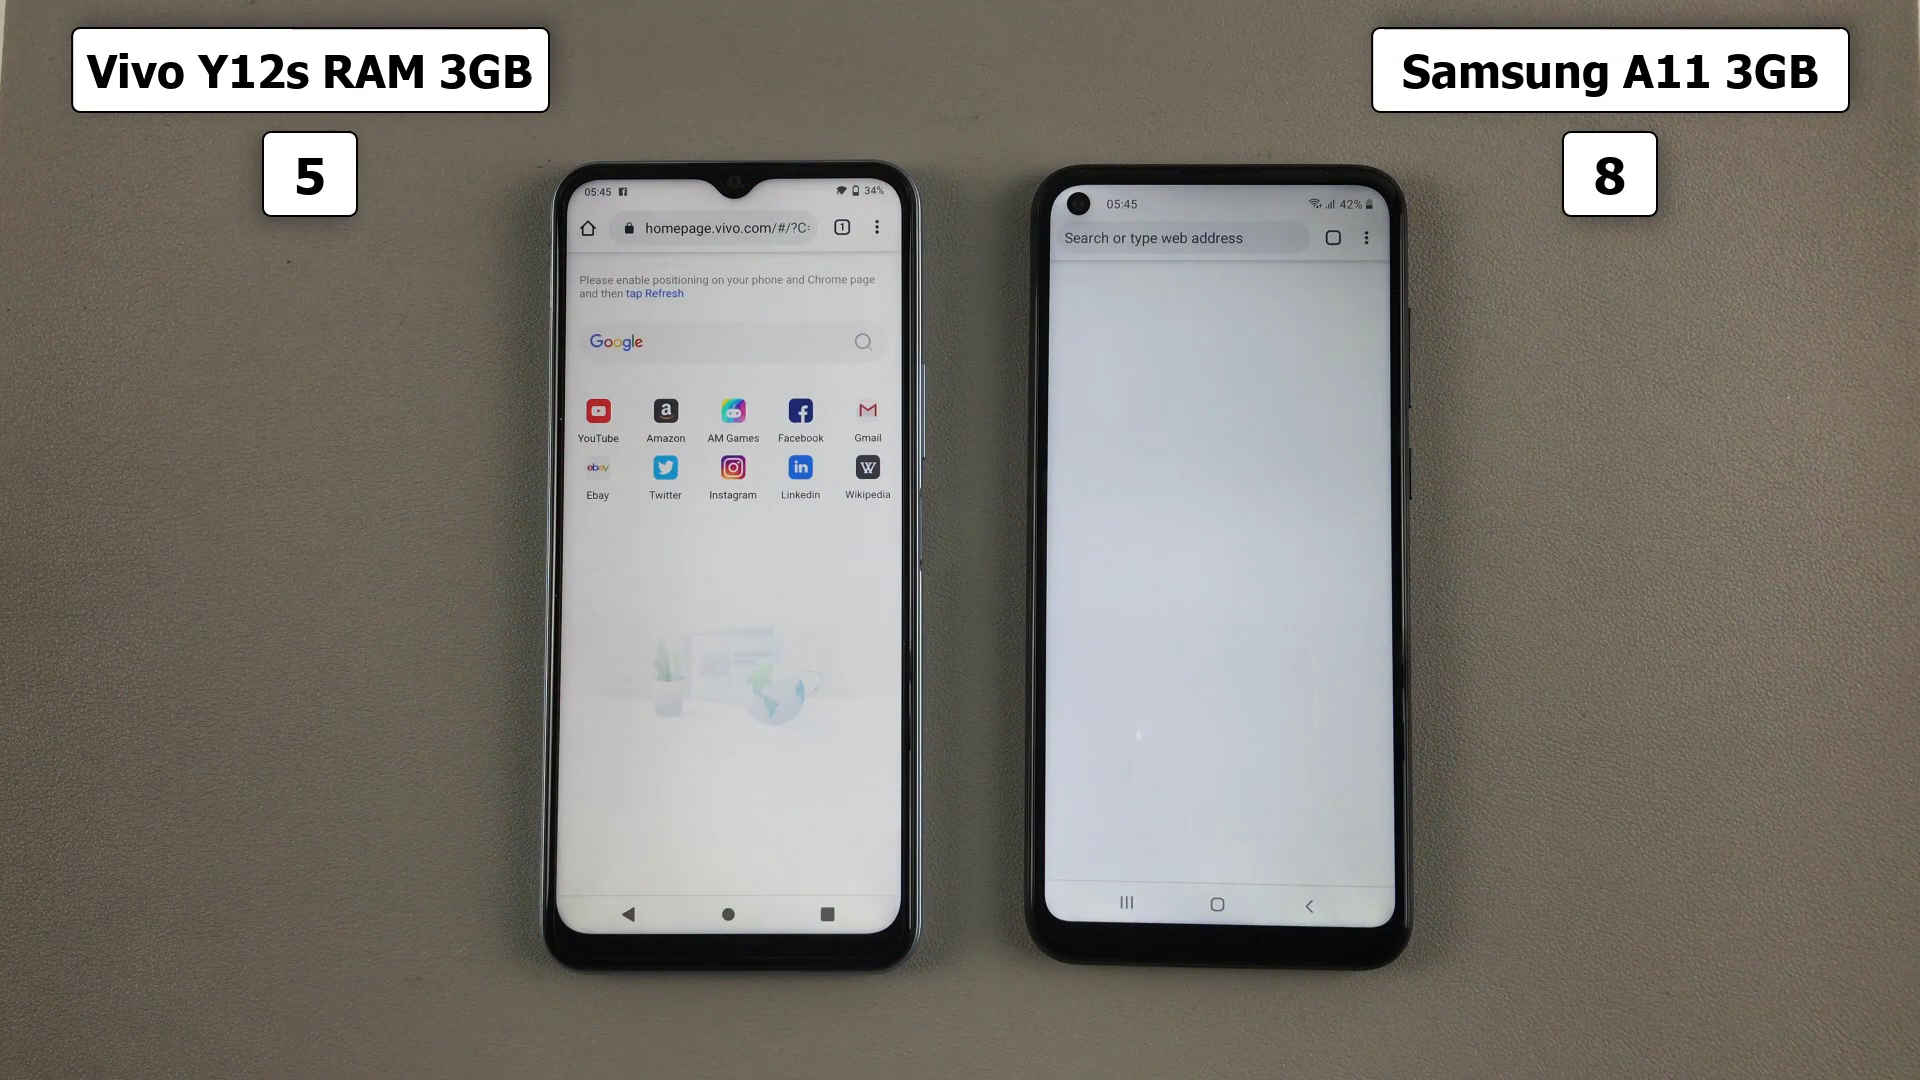 Vivo Y12s RAM 3GB
5
Samsung A11 3GB
8
05:45
34%
homepage.vivo.com/#/?C:
1
Please enable positioning on your phone and Chrome page
and then tap Refresh
Google
YouTube
Amazon
AM Games
Facebook
Gmail
ebay
Ebay
Twitter
Instagram
Linkedin
Wikipedia
05:45
42%
Search or type web address